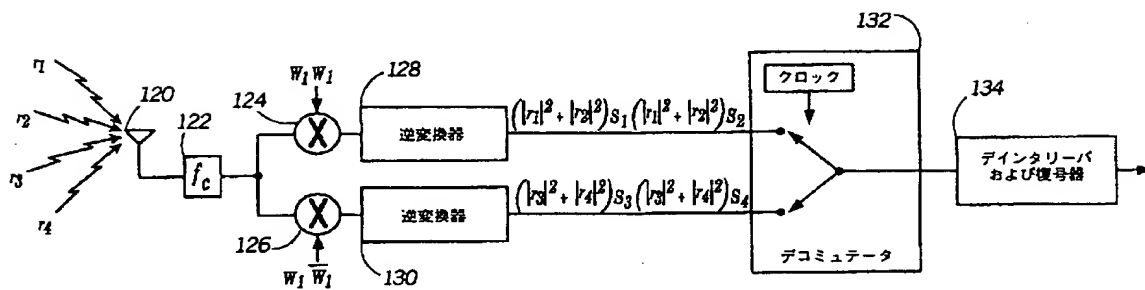 132
クロック
134
r1
r2
r3
r4
120
122
fc
124
W1 W1
X
128
逆変換器
(|r1|² + |r2|²)S1 (|r1|² + |r2|²)S2
デインタリーバ
および復号器
126
X
W1 W̅1
130
逆変換器
(|r3|² + |r4|²)S3 (|r3|² + |r4|²)S4
デコミュテータ